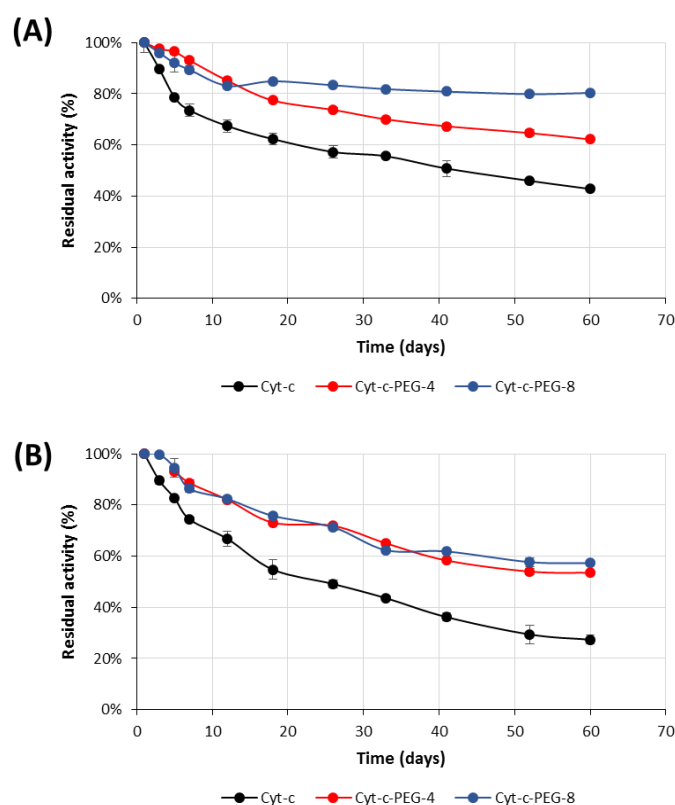 (A)
100%
80%
60%
40%
20%
0%
Residual activity (%)
0 10 20 30 40 50 60 70
Time (days)
Cyt-c Cyt-c-PEG-4 Cyt-c-PEG-8
(B)
100%
80%
60%
40%
20%
0%
Residual activity (%)
0 10 20 30 40 50 60 70
Time (days)
Cyt-c Cyt-c-PEG-4 Cyt-c-PEG-8